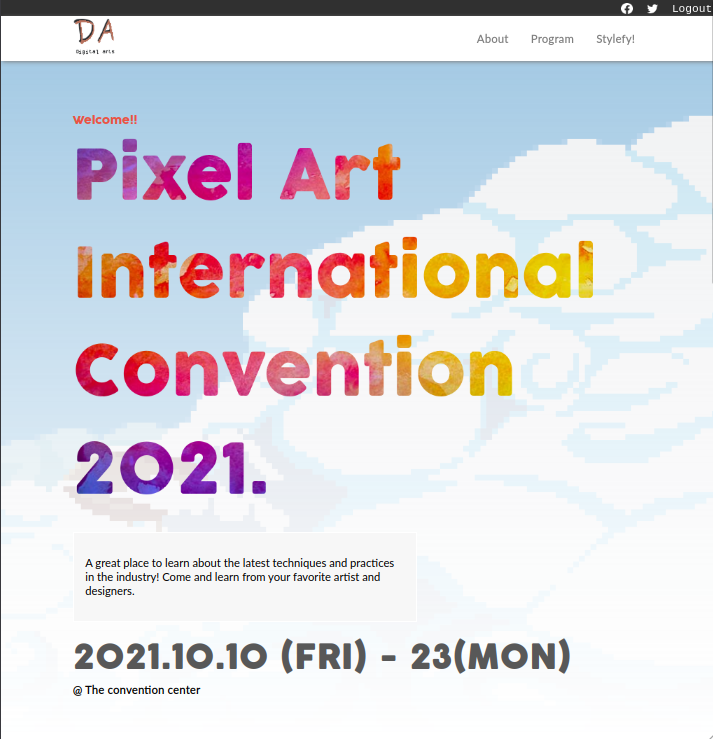 Logout
DA
Digital arts
About Program Stylefy!
Welcome!!
Pixel Art
International
Convention
2021.
A great place to learn about the latest techniques and practices
in the industry! Come and learn from your favorite artist and
designers.
2021.10.10 (FRI) - 23(MON)
@ The convention center